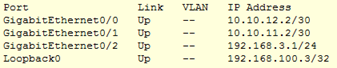 Port Link VLAN IP Address
GigabitEthernet0/0 Up -- 10.10.12.2/30
GigabitEthernet0/1 Up -- 10.10.11.2/30
GigabitEthernet0/2 Up -- 192.168.3.1/24
Loopback0 Up -- 192.168.100.3/32